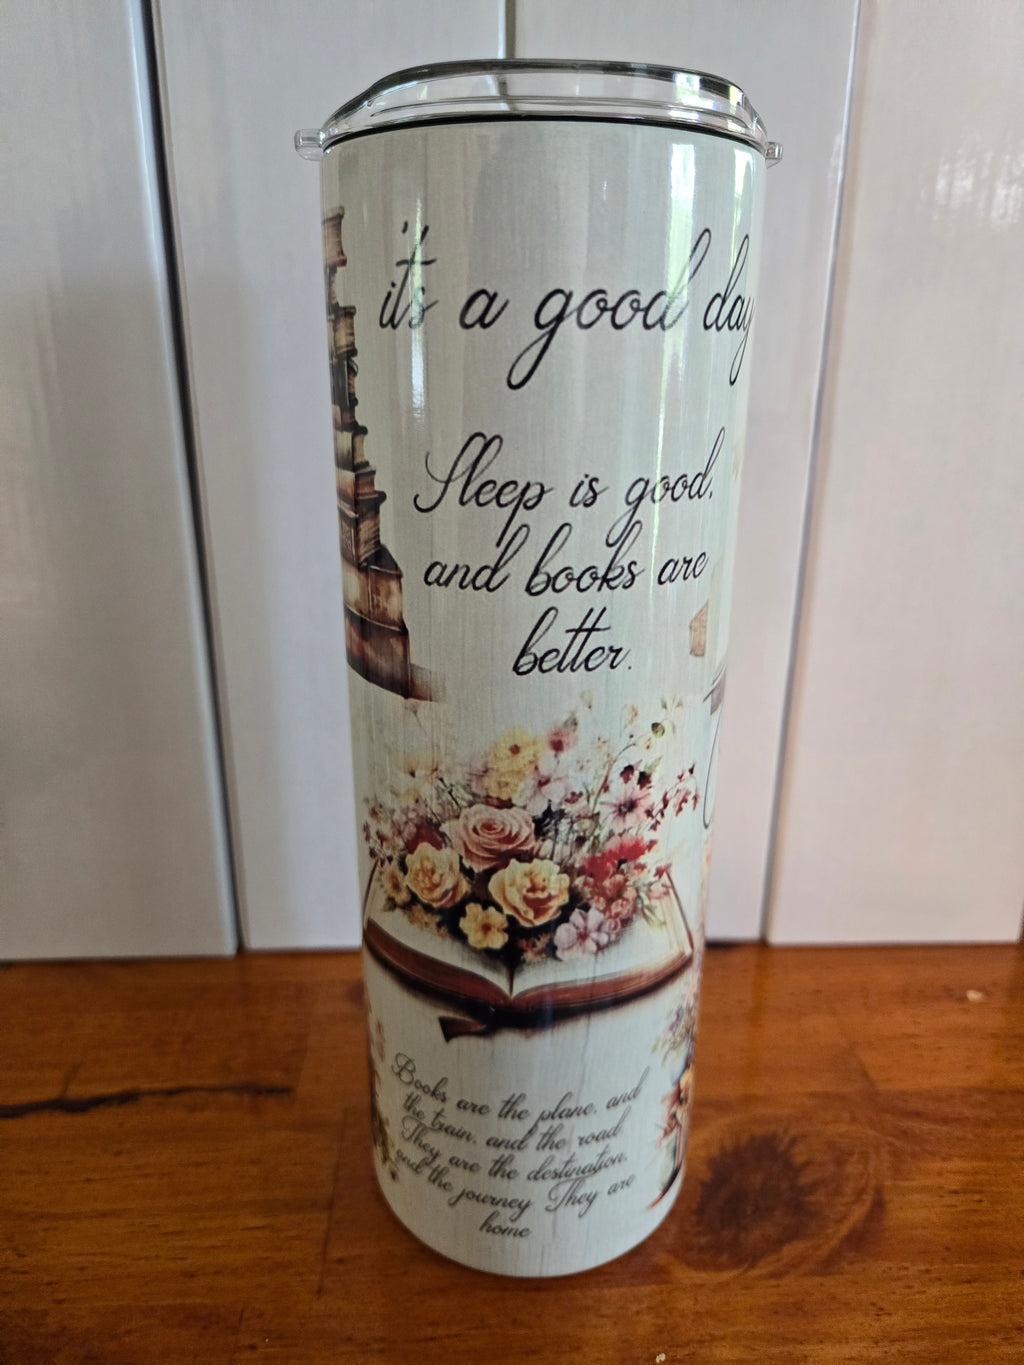 it's a good day
Sleep is good,
and books are
better.
Books are the plane, and
the train, and the road.
They are the destination,
and the journey. They are
home